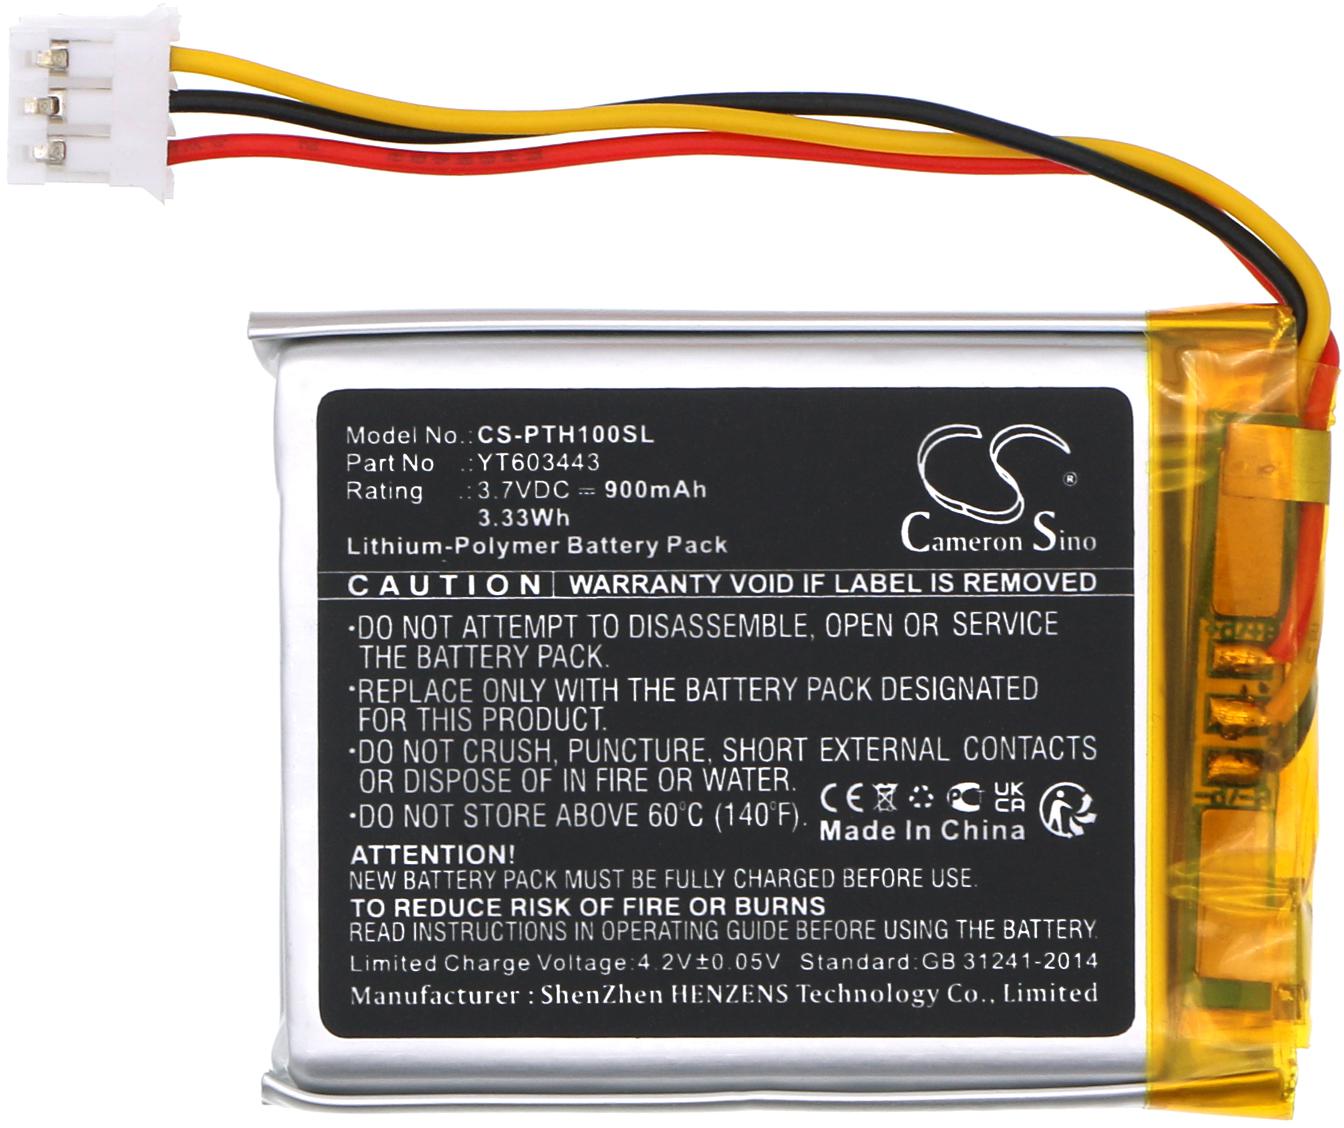 Model No.: CS-PTH100SL
Part No .: YT603443
Rating .: 3.7VDC ⎓ 900mAh
3.33Wh
Lithium-Polymer Battery Pack
CS ®
Cameron Sino
CAUTION | WARRANTY VOID IF LABEL IS REMOVED
•DO NOT ATTEMPT TO DISASSEMBLE, OPEN OR SERVICE
THE BATTERY PACK.
•REPLACE ONLY WITH THE BATTERY PACK DESIGNATED
FOR THIS PRODUCT.
•DO NOT CRUSH, PUNCTURE, SHORT EXTERNAL CONTACTS
OR DISPOSE OF IN FIRE OR WATER.
•DO NOT STORE ABOVE 60°C (140°F).
CE PC UK CA
Made In China
ATTENTION!
NEW BATTERY PACK MUST BE FULLY CHARGED BEFORE USE.
TO REDUCE RISK OF FIRE OR BURNS
READ INSTRUCTIONS IN OPERATING GUIDE BEFORE USING THE BATTERY.
Limited Charge Voltage:4.2V±0.05V Standard:GB 31241-2014
Manufacturer : ShenZhen HENZENS Technology Co., Limited